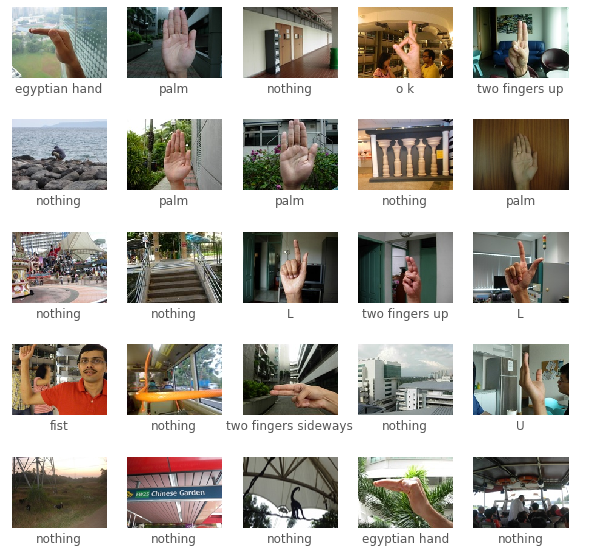 egyptian hand
palm
nothing
o k
two fingers up
nothing
palm
palm
nothing
palm
nothing
nothing
L
two fingers up
L
fist
nothing
two fingers sideways
nothing
U
nothing
Chinese Garden
nothing
nothing
egyptian hand
nothing